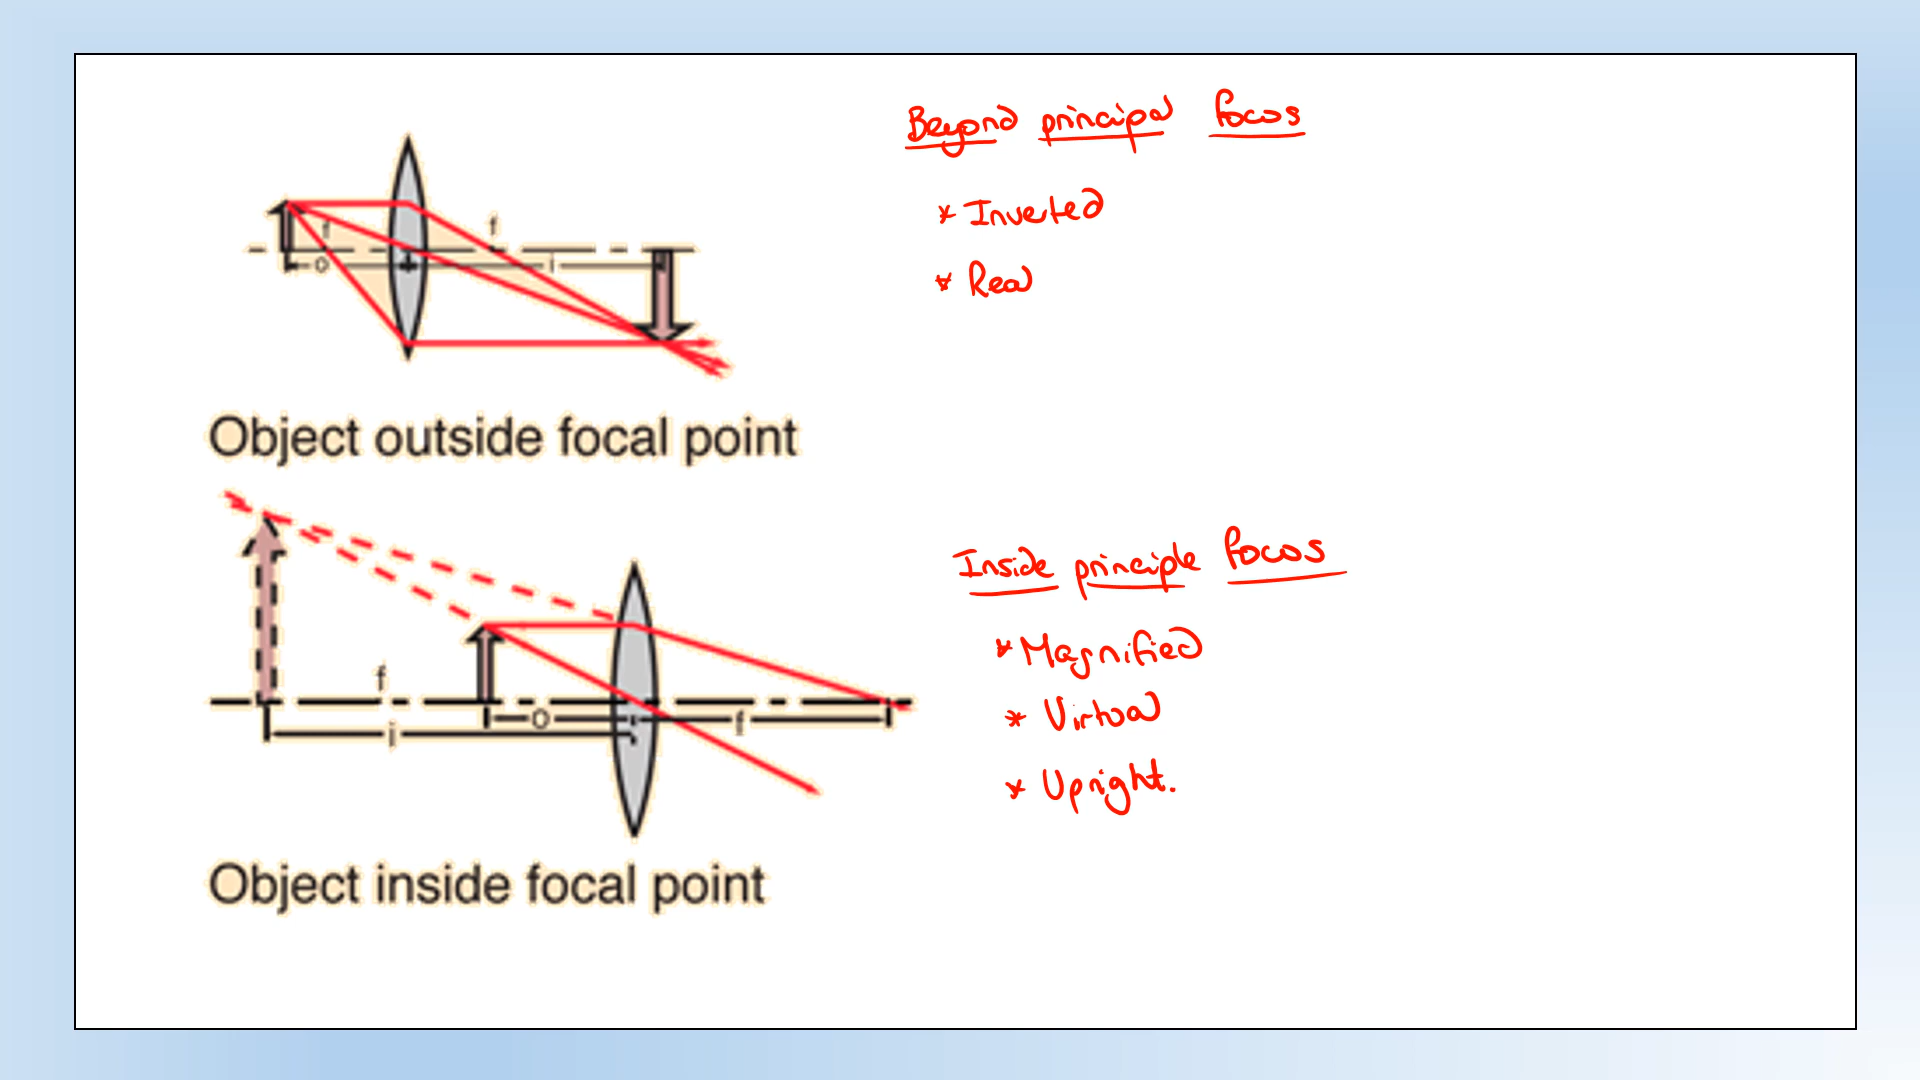 Beyond principal focus
* Inverted
* Real
f
f
o
i
Object outside focal point
Inside principle focus
* Magnified
* Virtual
* Upright.
f
o
f
i
Object inside focal point